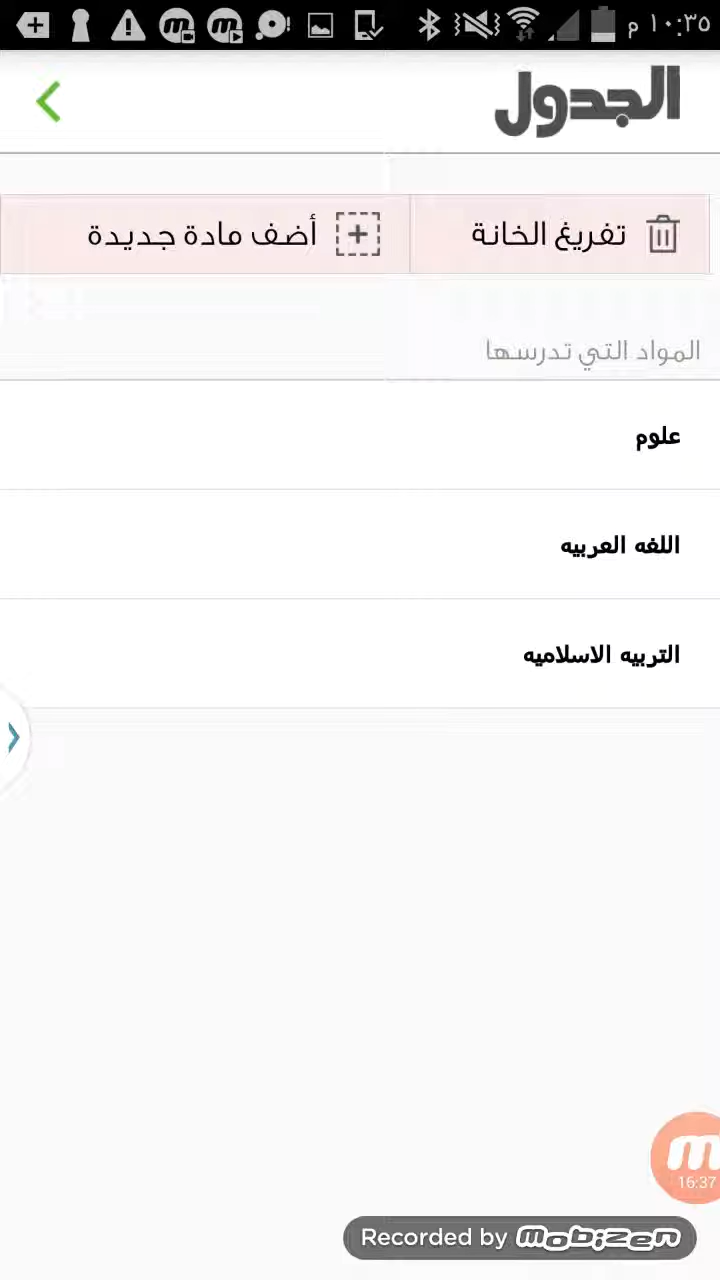 ١٠:٣٥ م
الجدول
تفريغ الخانة
أضف مادة جديدة
المواد التي تدرسها
علوم
اللغه العربيه
التربيه الاسلاميه
16:37
Recorded by mobizen